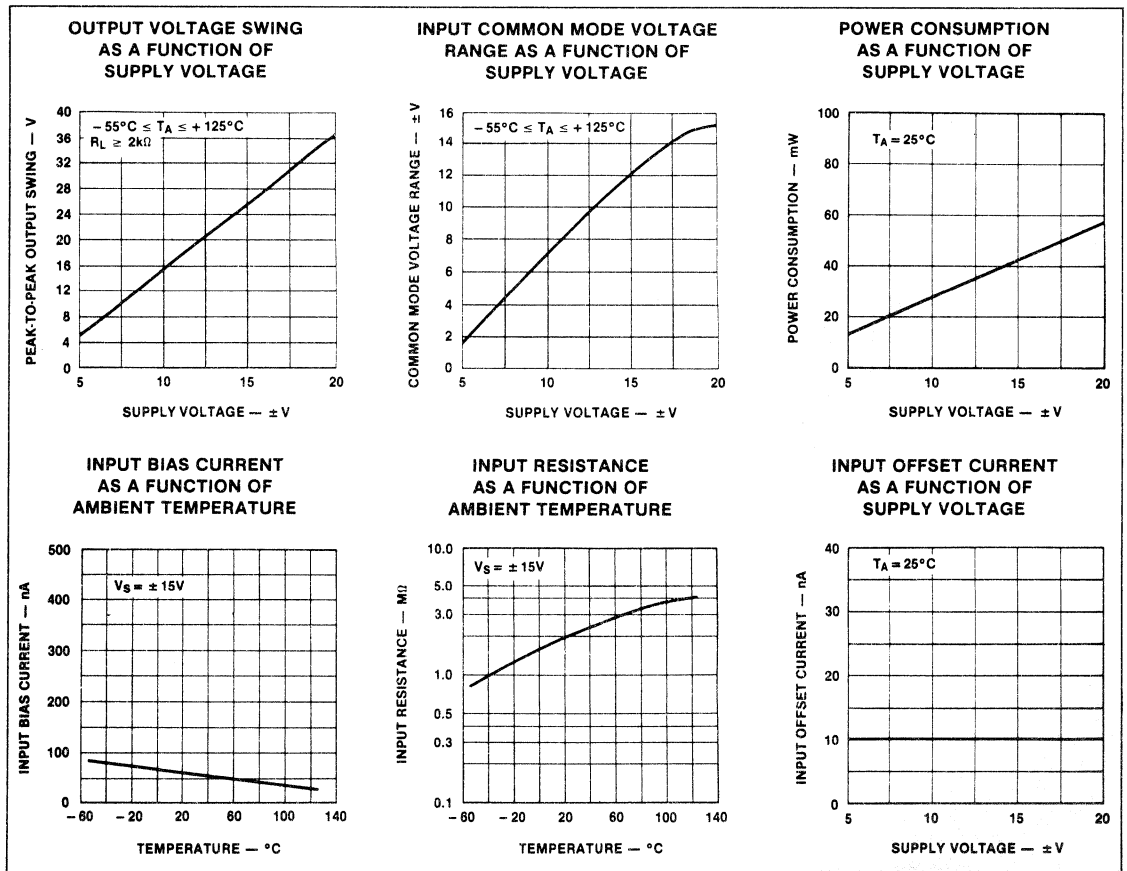 OUTPUT VOLTAGE SWING
AS A FUNCTION OF
SUPPLY VOLTAGE
PEAK-TO-PEAK OUTPUT SWING — V
40
36
32
28
24
20
16
12
8
4
0
-55°C ≤ TA ≤ +125°C
RL ≥ 2kΩ
5
10
15
20
SUPPLY VOLTAGE — ± V
INPUT COMMON MODE VOLTAGE
RANGE AS A FUNCTION OF
SUPPLY VOLTAGE
COMMON MODE VOLTAGE RANGE — ± V
16
14
12
10
8
6
4
2
0
-55°C ≤ TA ≤ +125°C
5
10
15
20
SUPPLY VOLTAGE — ± V
POWER CONSUMPTION
AS A FUNCTION OF
SUPPLY VOLTAGE
POWER CONSUMPTION — mW
100
80
60
40
20
0
TA = 25°C
5
10
15
20
SUPPLY VOLTAGE — ± V
INPUT BIAS CURRENT
AS A FUNCTION OF
AMBIENT TEMPERATURE
INPUT BIAS CURRENT — nA
500
400
300
200
100
0
VS = ± 15V
-60
-20
20
60
100
140
TEMPERATURE — °C
INPUT RESISTANCE
AS A FUNCTION OF
AMBIENT TEMPERATURE
INPUT RESISTANCE — MΩ
10.0
5.0
3.0
1.0
0.5
0.3
0.1
VS = ± 15V
-60
-20
20
60
100
140
TEMPERATURE — °C
INPUT OFFSET CURRENT
AS A FUNCTION OF
SUPPLY VOLTAGE
INPUT OFFSET CURRENT — nA
40
30
20
10
0
TA = 25°C
5
10
15
20
SUPPLY VOLTAGE — ± V